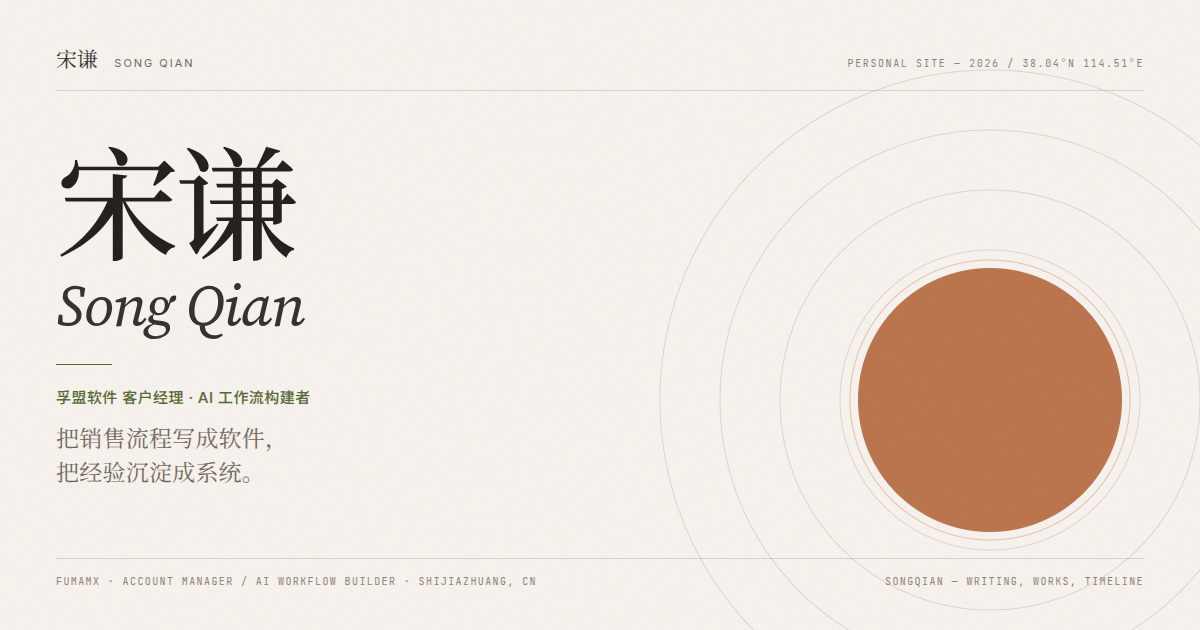 宋谦 SONG QIAN
PERSONAL SITE — 2026 / 38.04°N 114.51°E
宋谦
Song Qian
孚盟软件 客户经理 · AI 工作流构建者
把销售流程写成软件，
把经验沉淀成系统。
FUMAMX · ACCOUNT MANAGER / AI WORKFLOW BUILDER · SHIJIAZHUANG, CN
SONGQIAN — WRITING, WORKS, TIMELINE